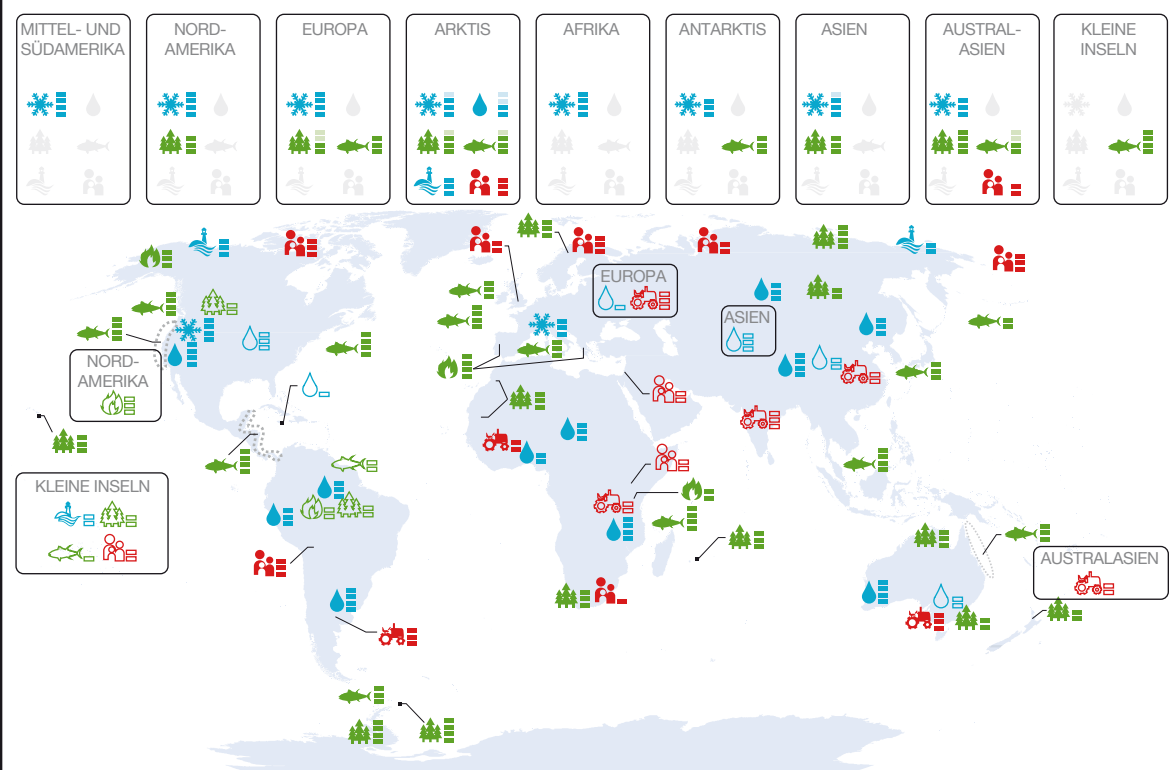 MITTEL- UND
SÜDAMERIKA
NORD-
AMERIKA
EUROPA
ARKTIS
AFRIKA
ANTARKTIS
ASIEN
AUSTRAL-
ASIEN
KLEINE
INSELN
EUROPA
ASIEN
NORD-
AMERIKA
KLEINE INSELN
AUSTRALASIEN